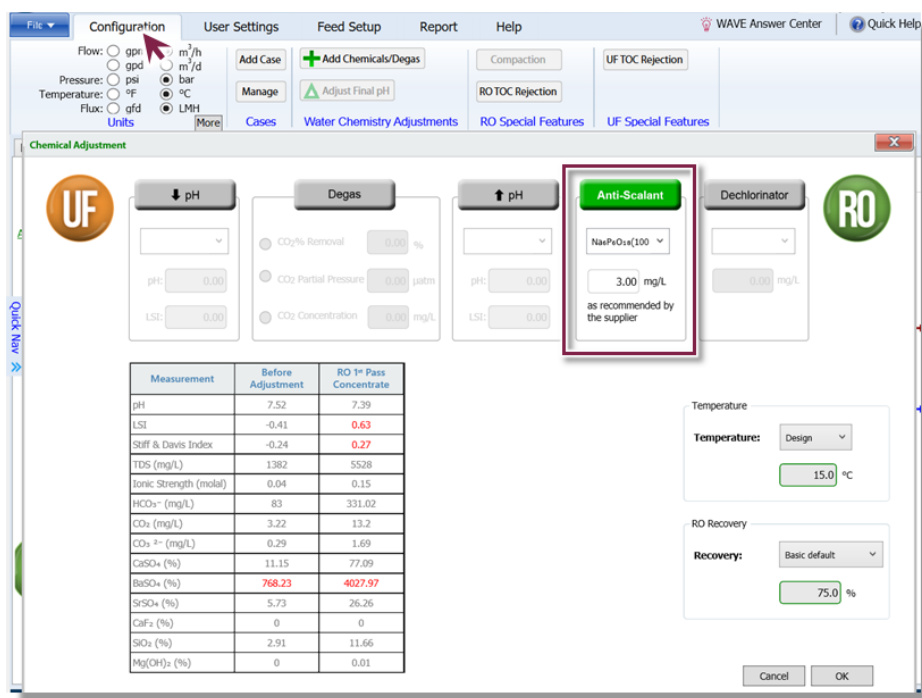 File
Configuration
User Settings
Feed Setup
Report
Help
WAVE Answer Center
Quick Help
Flow: gpm m³/h
gpd m³/d
Pressure: psi bar
Temperature: °F °C
Flux: gfd LMH
Units
More
Add Case
Manage
Cases
Add Chemicals/Degas
Adjust Final pH
Water Chemistry Adjustments
Compaction
RO TOC Rejection
RO Special Features
UF TOC Rejection
UF Special Features
Chemical Adjustment
Quick Nav
UF
⬇ pH
pH: 0.00
LSI: 0.00
Degas
CO₂% Removal 0.00 %
CO₂ Partial Pressure 0.00 µatm
CO₂ Concentration 0.00 mg/L
⬆ pH
pH: 0.00
LSI: 0.00
Anti-Scalant
Na₆P₆O₁₈(100
3.00 mg/L
as recommended by
the supplier
Dechlorinator
0.00 mg/L
RO
Measurement Before Adjustment RO 1ˢᵗ Pass Concentrate
pH 7.52 7.39
LSI -0.41 0.63
Stiff & Davis Index -0.24 0.27
TDS (mg/L) 1382 5528
Ionic Strength (molal) 0.04 0.15
HCO₃⁻ (mg/L) 83 331.02
CO₂ (mg/L) 3.22 13.2
CO₃ ²⁻ (mg/L) 0.29 1.69
CaSO₄ (%) 11.15 77.09
BaSO₄ (%) 768.23 4027.97
SrSO₄ (%) 5.73 26.26
CaF₂ (%) 0 0
SiO₂ (%) 2.91 11.66
Mg(OH)₂ (%) 0 0.01
Temperature
Temperature: Design
15.0 °C
RO Recovery
Recovery: Basic default
75.0 %
Cancel
OK